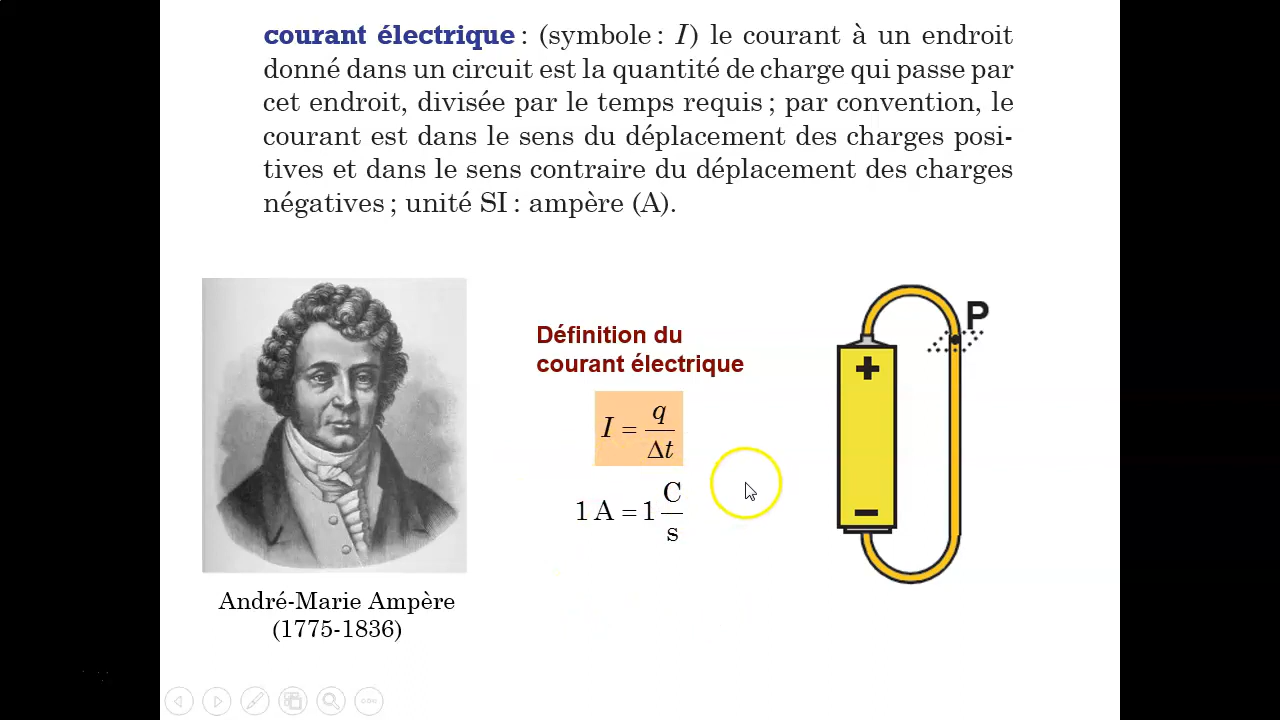 courant électrique : (symbole : I) le courant à un endroit
donné dans un circuit est la quantité de charge qui passe par
cet endroit, divisée par le temps requis ; par convention, le
courant est dans le sens du déplacement des charges posi-
tives et dans le sens contraire du déplacement des charges
négatives ; unité SI : ampère (A).
Définition du
courant électrique
I = q/Δt
1 A = 1 C/s
André-Marie Ampère
(1775-1836)
P
+
−